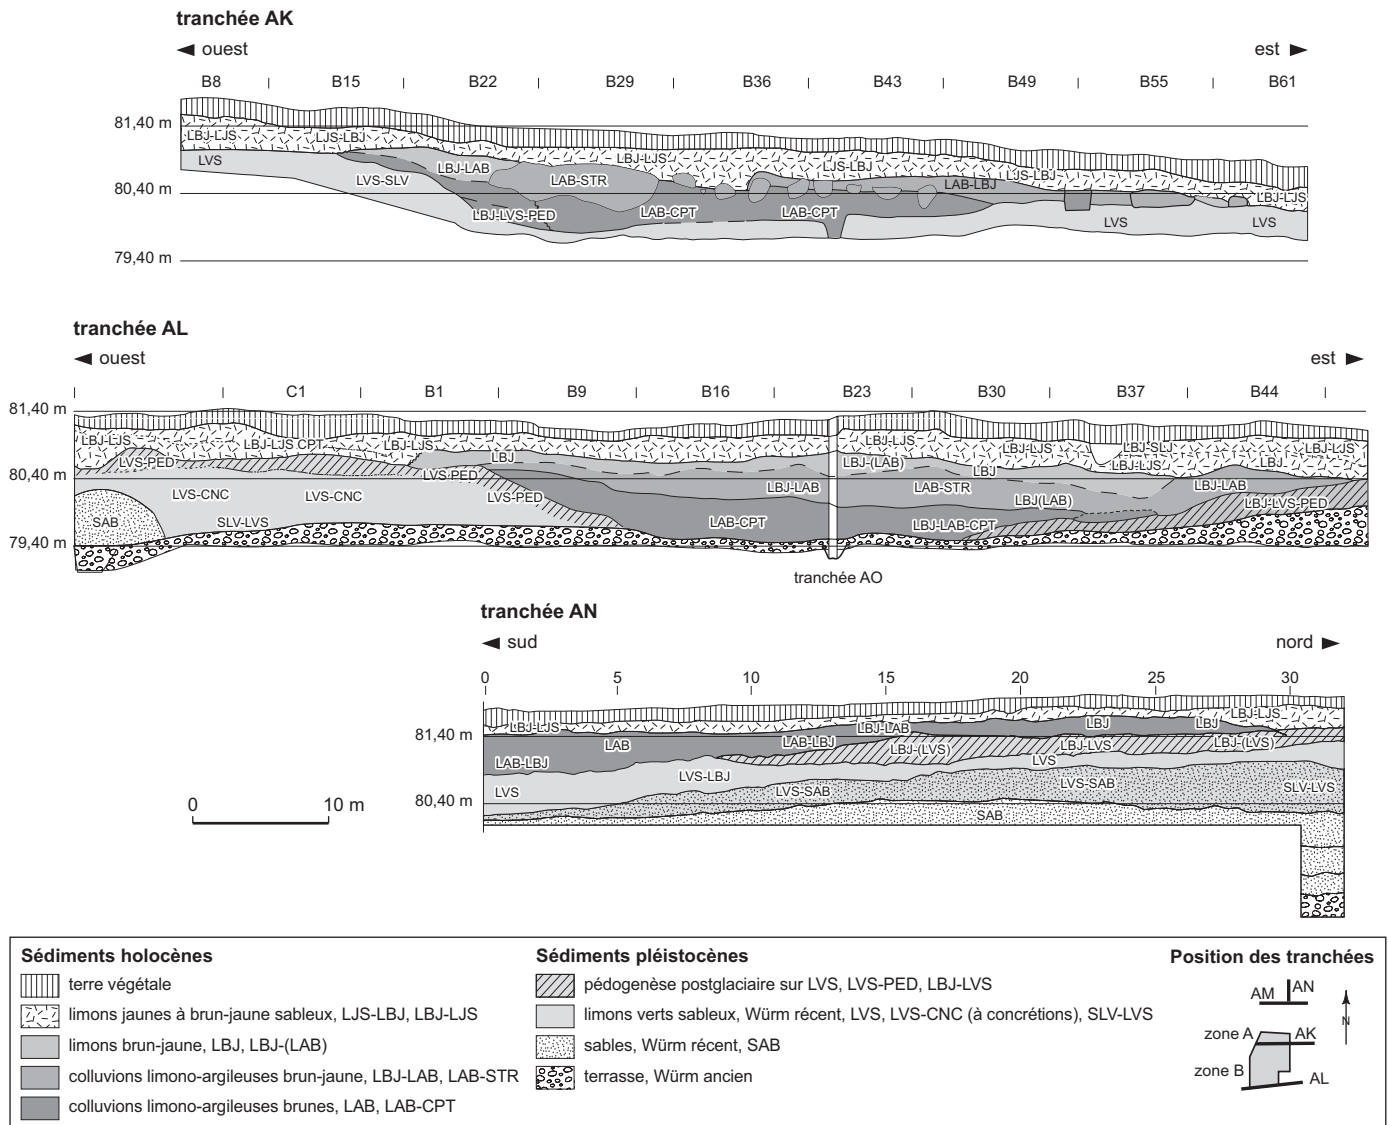 tranchée AK
◄ ouest
est ►
B8 B15 B22 B29 B36 B43 B49 B55 B61
81,40 m
LBJ-LJS
LJS-LBJ
LBJ-LJS
LJS-LBJ
LJS-LBJ
LBJ-LJS
LVS
LVS-SLV
LBJ-LAB
LAB-STR
LAB-LBJ
80,40 m
LBJ-LVS-PED
LAB-CPT
LAB-CPT
LVS
LVS
79,40 m
tranchée AL
◄ ouest
est ►
C1 B1 B9 B16 B23 B30 B37 B44
81,40 m
LBJ-LJS
LBJ-LJS CPT
LBJ-LJS
LBJ-LJS
LBJ-LJS
LBJ-SLJ
LBJ-LJS
LVS-PED
LBJ
LBJ-(LAB)
LBJ
LBJ-LJS
LBJ
80,40 m
LVS-PED
LVS-CNC
LVS-CNC
LVS-PED
LBJ-LAB
LAB-STR
LBJ(LAB)
LBJ-LAB
LBJ-LVS-PED
SAB
SLV-LVS
LAB-CPT
LBJ-LAB-CPT
79,40 m
tranchée AO
tranchée AN
◄ sud
nord ►
0 5 10 15 20 25 30
LBJ-LJS
LBJ-LAB
LBJ
LBJ
LBJ-LJS
81,40 m
LAB
LAB-LBJ
LBJ-(LVS)
LBJ-LVS
LBJ-(LVS)
LAB-LBJ
LVS-LBJ
LVS
LVS
LVS-SAB
LVS-SAB
SLV-LVS
80,40 m
SAB
0 10 m
Sédiments holocènes
terre végétale
limons jaunes à brun-jaune sableux, LJS-LBJ, LBJ-LJS
limons brun-jaune, LBJ, LBJ-(LAB)
colluvions limono-argileuses brun-jaune, LBJ-LAB, LAB-STR
colluvions limono-argileuses brunes, LAB, LAB-CPT
Sédiments pléistocènes
pédogenèse postglaciaire sur LVS, LVS-PED, LBJ-LVS
limons verts sableux, Würm récent, LVS, LVS-CNC (à concrétions), SLV-LVS
sables, Würm récent, SAB
terrasse, Würm ancien
Position des tranchées
AM AN
N
zone A AK
zone B AL